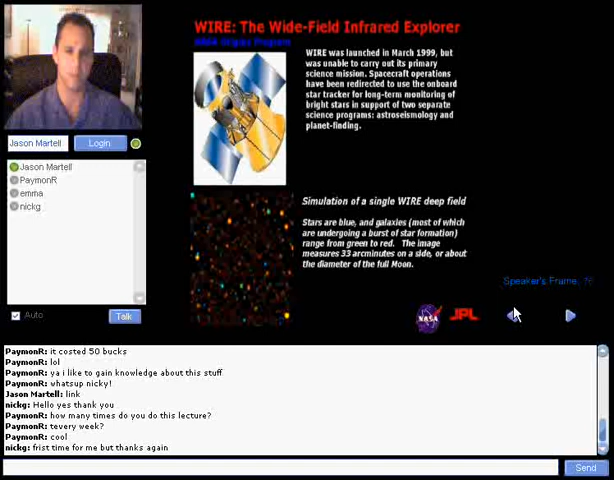 WIRE: The Wide-Field Infrared Explorer
WIRE was launched in March 1999, but
was unable to carry out its primary
science mission. Spacecraft operations
have been redirected to use the onboard
star tracker for long-term monitoring of
bright stars in support of two separate
science programs: astroseismology and
planet-finding.
Jason Martell
Login
Jason Martell
PaymonR
emma
nickg
Simulation of a single WIRE deep field
Stars are blue, and galaxies (most of which
are undergoing a burst of star formation)
range from green to red. The image
measures 33 arcminutes on a side, or about
the diameter of the full Moon.
Speaker's Frame:
Auto
Talk
NASA
JPL
PaymonR: it costed 50 bucks
PaymonR: lol
PaymonR: ya i like to gain knowledge about this stuff
PaymonR: whatsup nicky!
Jason Martell: link
nickg: Hello yes thank you
PaymonR: how many times do you do this lecture?
PaymonR: tevery week?
PaymonR: cool
nickg: frist time for me but thanks again
Send